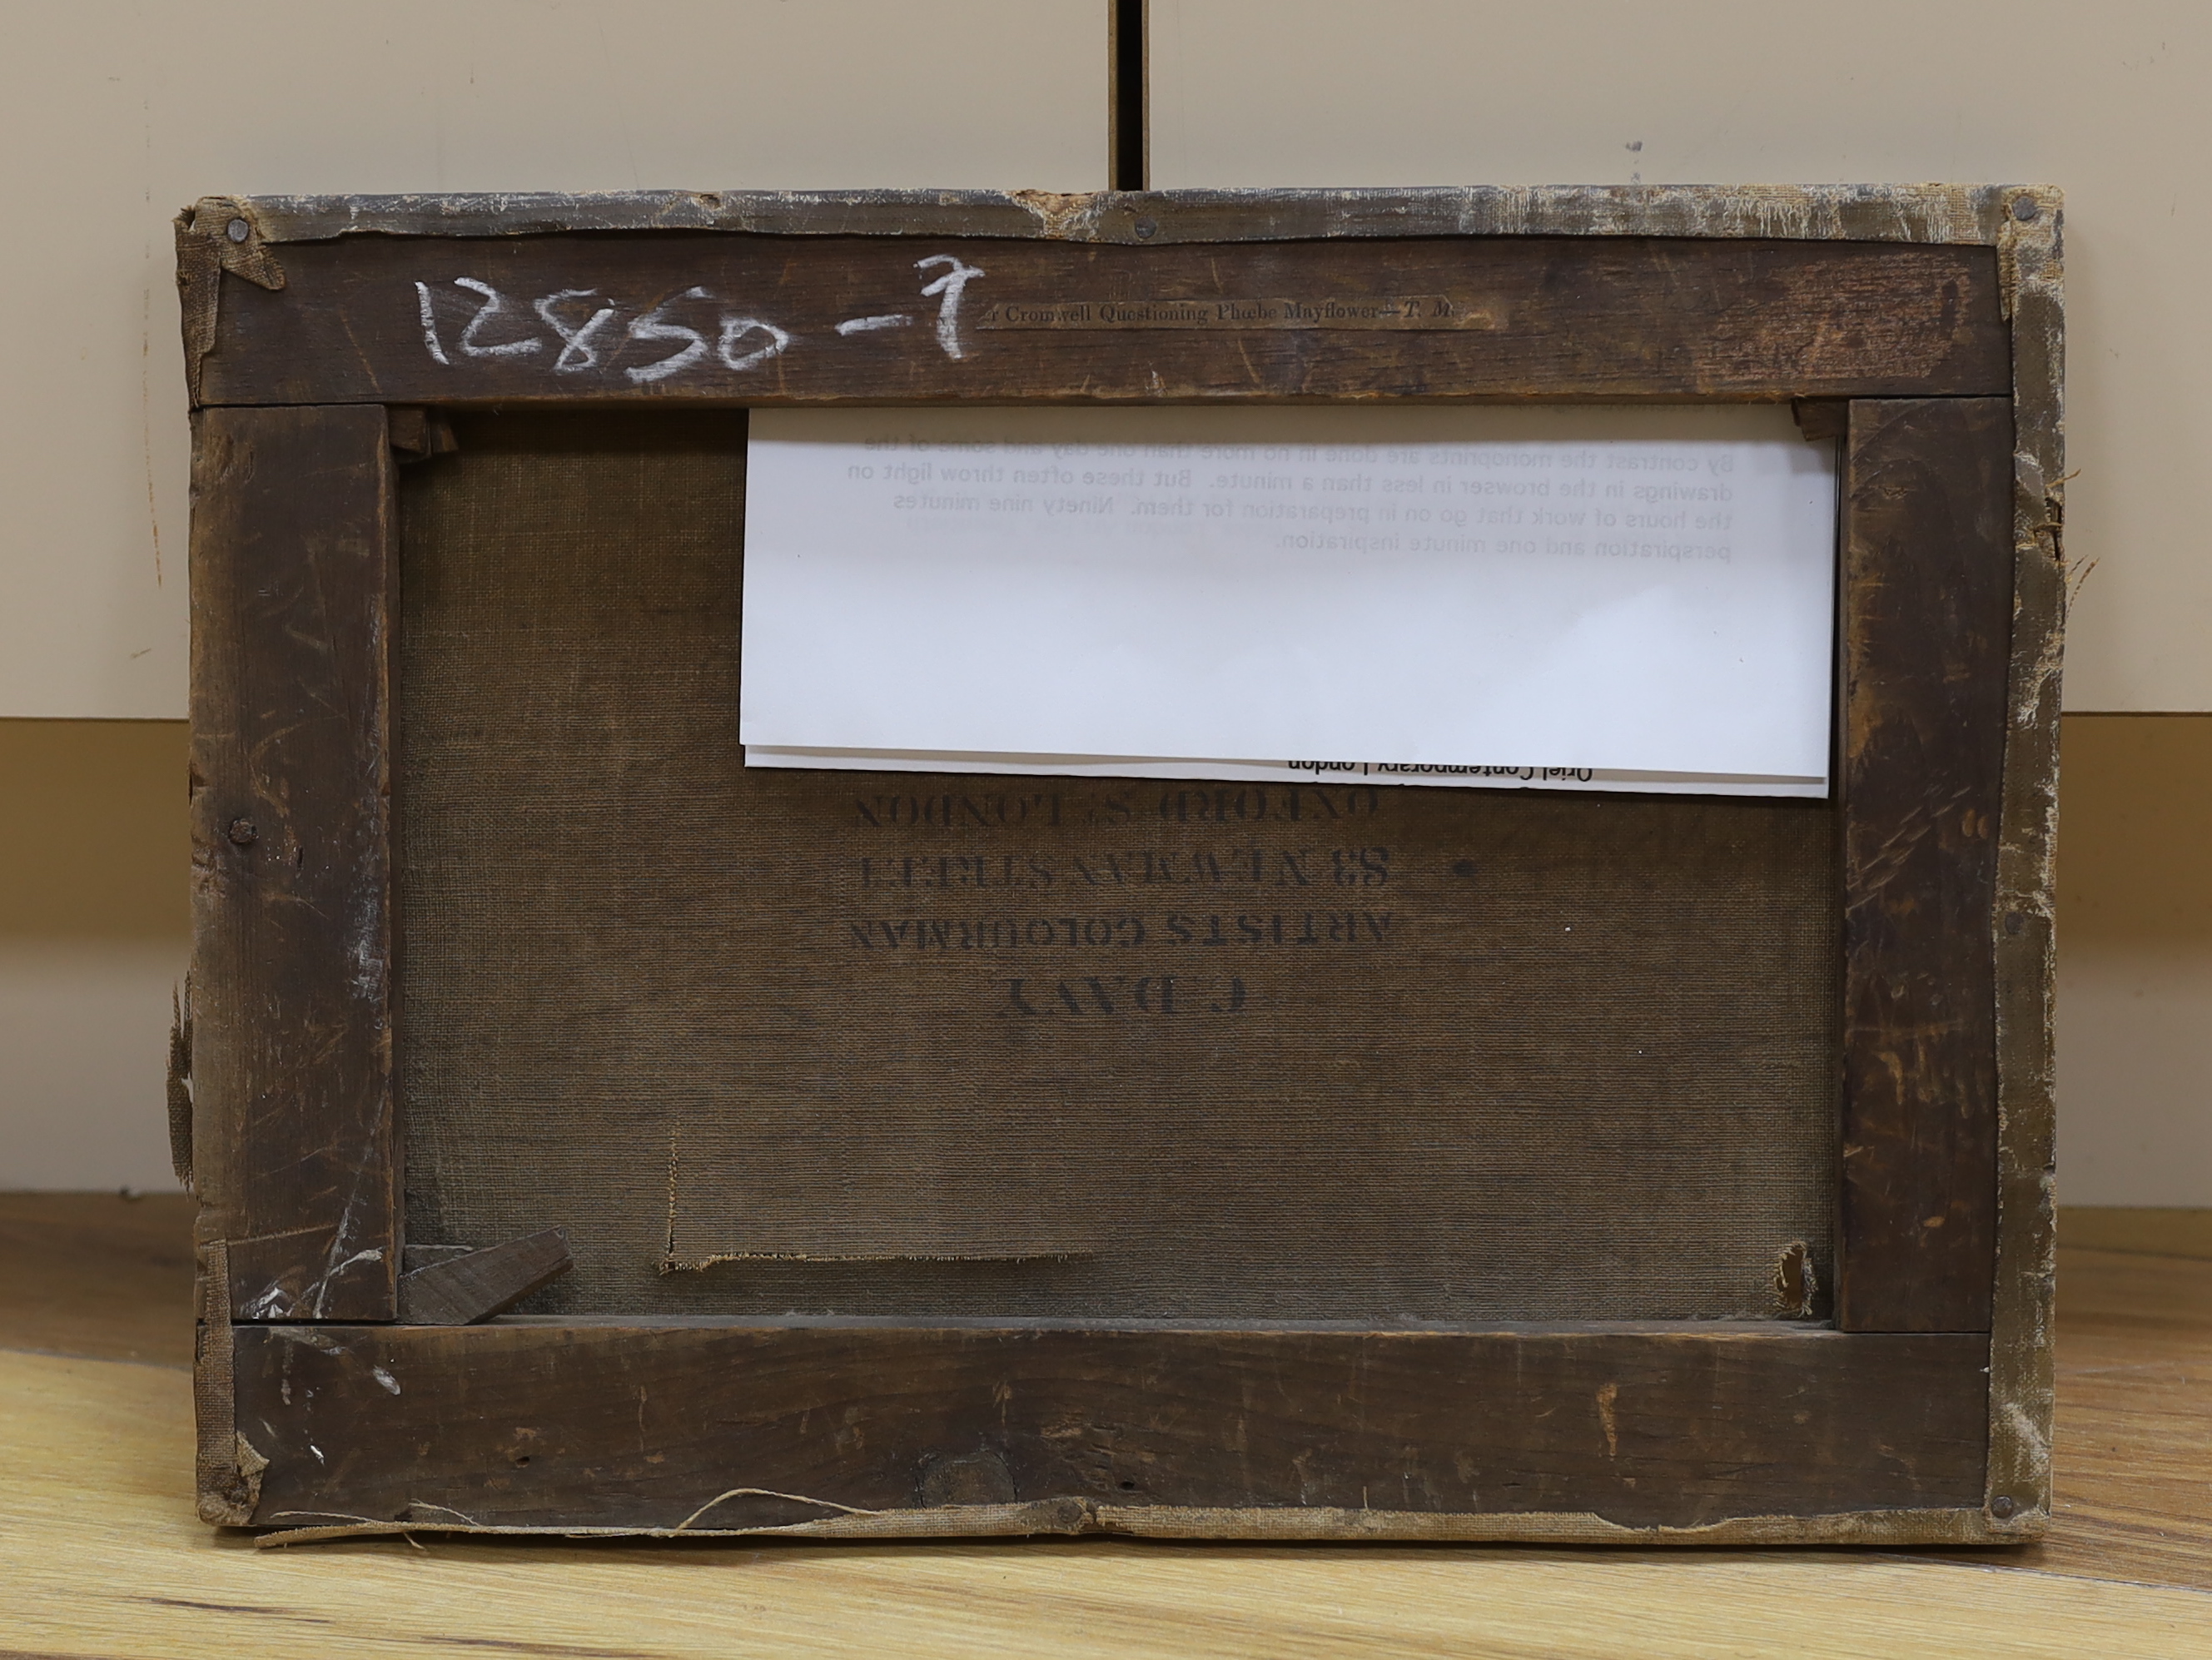 12850-7
r Cromwell Questioning Phœbe Mayflower—T. M.
By contrast the monoprints are done in no more than one day and some of the
drawings in the browser in less than a minute. But these often throw light on
the hours of work that go on in preparation for them. Ninety nine minutes
perspiration and one minute inspiration.
Oriel Contemporary London
C. DAVY
ARTISTS COLOURMAN
83 NEWMAN STREET
OXFORD St. LONDON